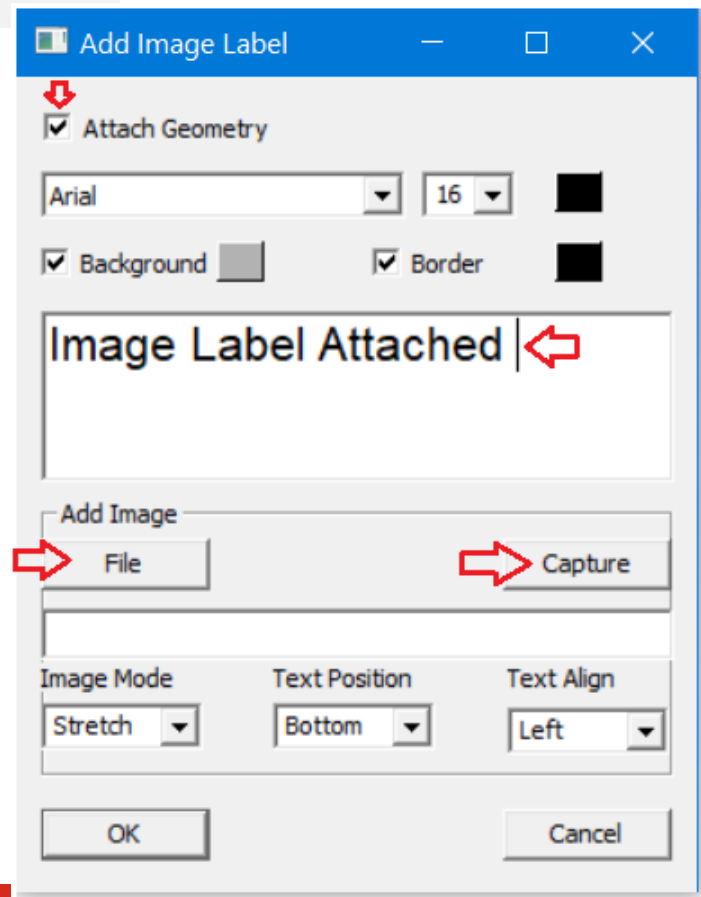 Add Image Label
Attach Geometry
Arial 16
Background Border
Image Label Attached
Add Image
File Capture
Image Mode Text Position Text Align
Stretch Bottom Left
OK Cancel